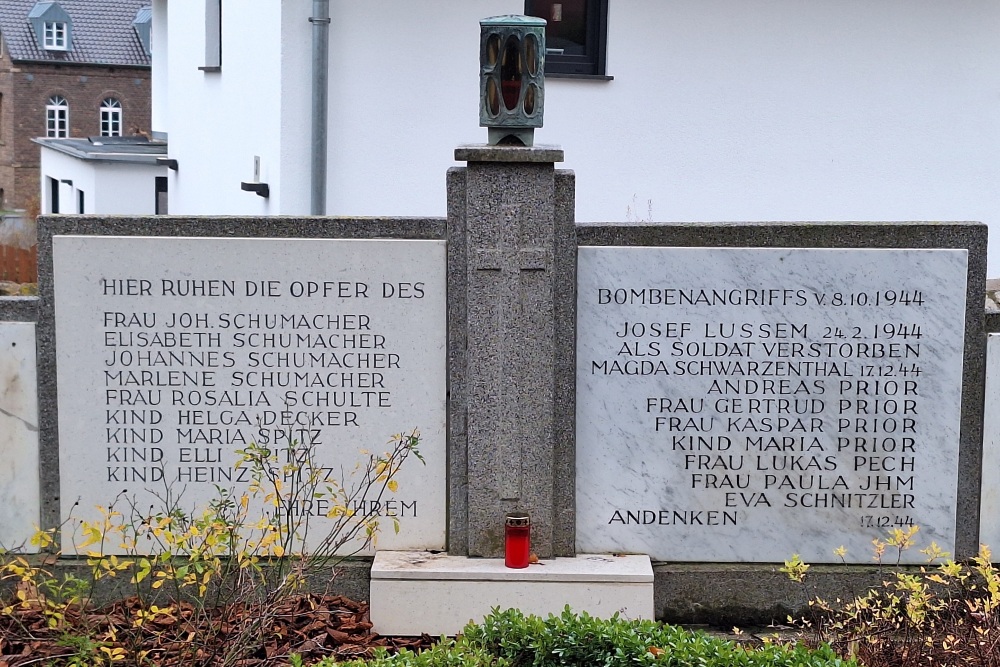 HIER RUHEN DIE OPFER DES
FRAU JOH. SCHUMACHER
ELISABETH SCHUMACHER
JOHANNES SCHUMACHER
MARLENE SCHUMACHER
FRAU ROSALIA SCHULTE
KIND HELGA DECKER
KIND MARIA SPITZ
KIND ELLI SPITZ
KIND HEINZ SPITZ
EHRE IHREM
BOMBENANGRIFFS V. 8.10.1944
JOSEF LUSSEM 24.2.1944
ALS SOLDAT VERSTORBEN
MAGDA SCHWARZENTHAL 17.12.44
ANDREAS PRIOR
FRAU GERTRUD PRIOR
FRAU KASPAR PRIOR
KIND MARIA PRIOR
FRAU LUKAS PECH
FRAU PAULA JHM
EVA SCHNITZLER
ANDENKEN 17.12.44